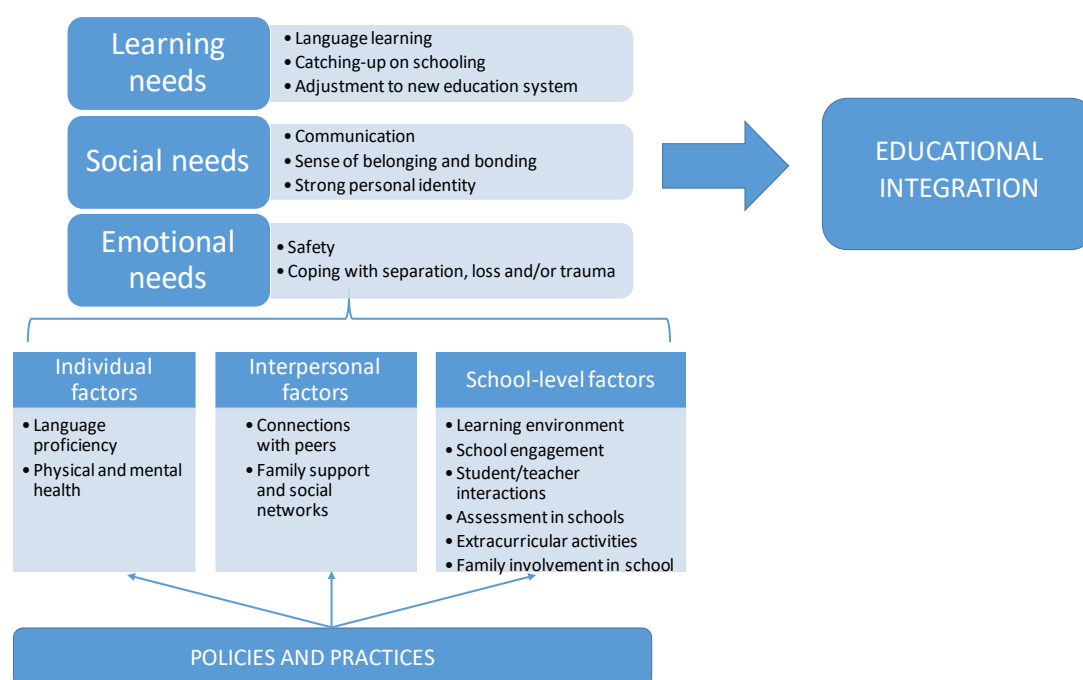 Learning
needs
• Language learning
• Catching-up on schooling
• Adjustment to new education system
Social needs
• Communication
• Sense of belonging and bonding
• Strong personal identity
Emotional
needs
• Safety
• Coping with separation, loss and/or trauma
EDUCATIONAL
INTEGRATION
Individual
factors
• Language
proficiency
• Physical and mental
health
Interpersonal
factors
• Connections
with peers
• Family support
and social
networks
School-level factors
• Learning environment
• School engagement
• Student/teacher
interactions
• Assessment in schools
• Extracurricular activities
• Family involvement in school
POLICIES AND PRACTICES